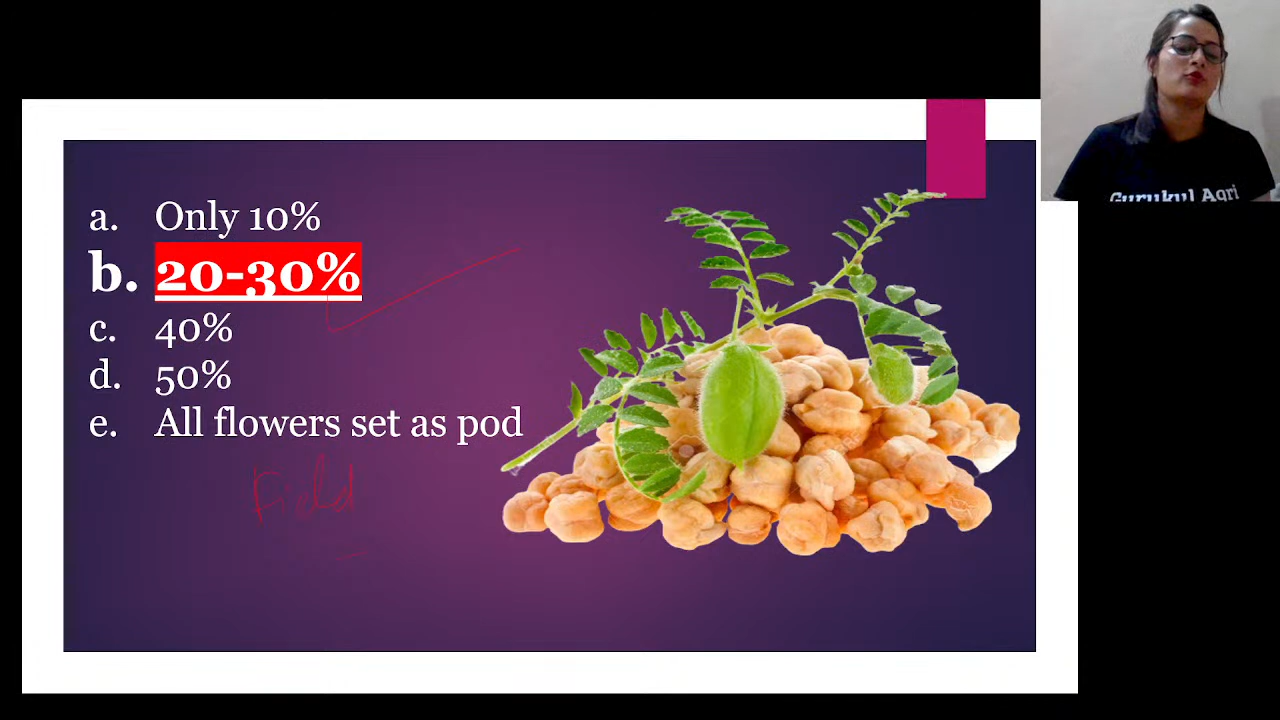 a. Only 10%
b. 20-30%
c. 40%
d. 50%
e. All flowers set as pod
Field
Gurukul Agri